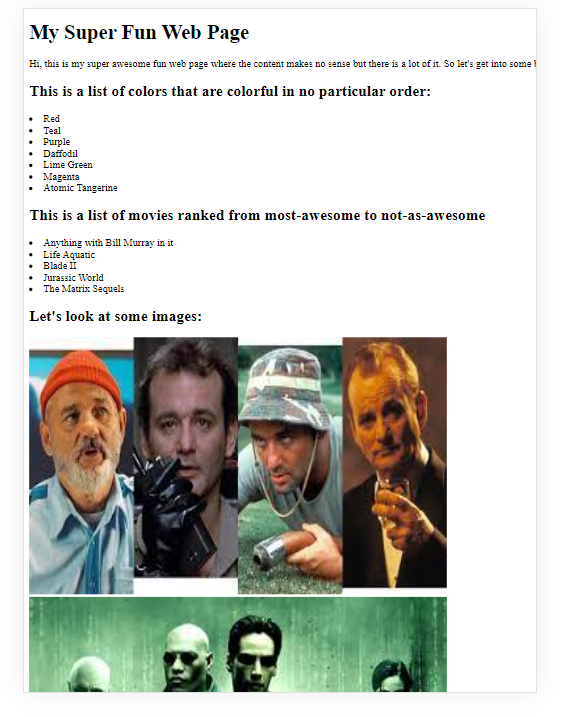 My Super Fun Web Page
Hi, this is my super awesome fun web page where the content makes no sense but there is a lot of it. So let's get into some
This is a list of colors that are colorful in no particular order:
Red
Teal
Purple
Daffodil
Lime Green
Magenta
Atomic Tangerine
This is a list of movies ranked from most-awesome to not-as-awesome
Anything with Bill Murray in it
Life Aquatic
Blade II
Jurassic World
The Matrix Sequels
Let's look at some images: